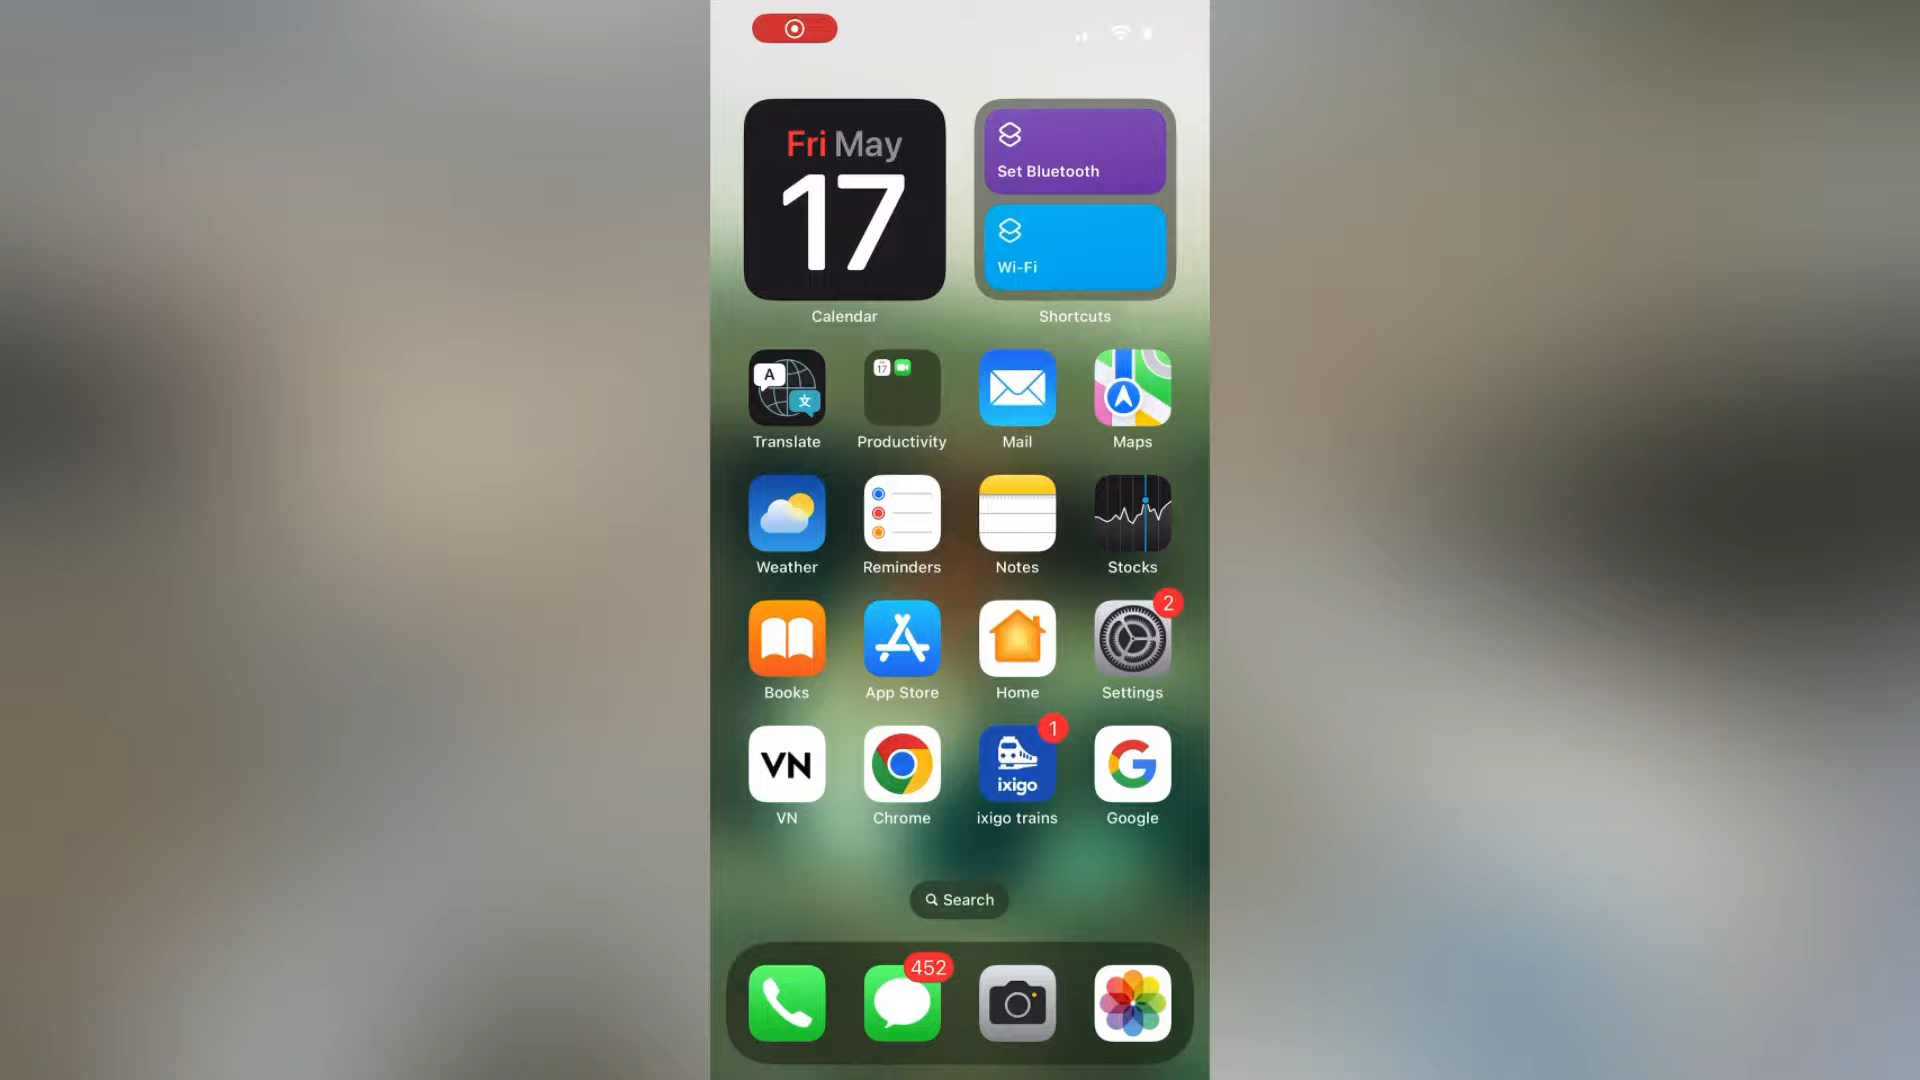 Fri May
17
Set Bluetooth
Wi-Fi
Calendar
Shortcuts
A
文
17
Translate
Productivity
Mail
Maps
Weather
Reminders
Notes
Stocks
2
Books
App Store
Home
Settings
1
VN
ixigo
G
VN
Chrome
ixigo trains
Google
Search
452